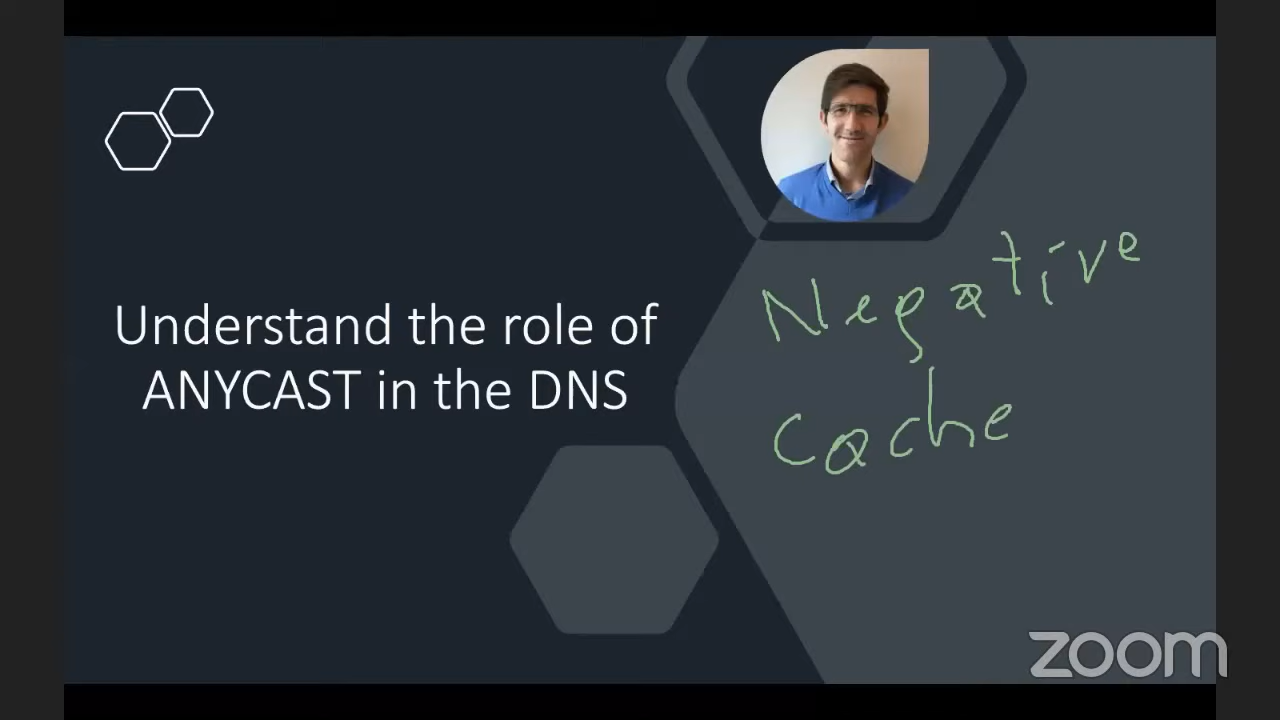 Understand the role of
ANYCAST in the DNS
Negative
Cache
zoom